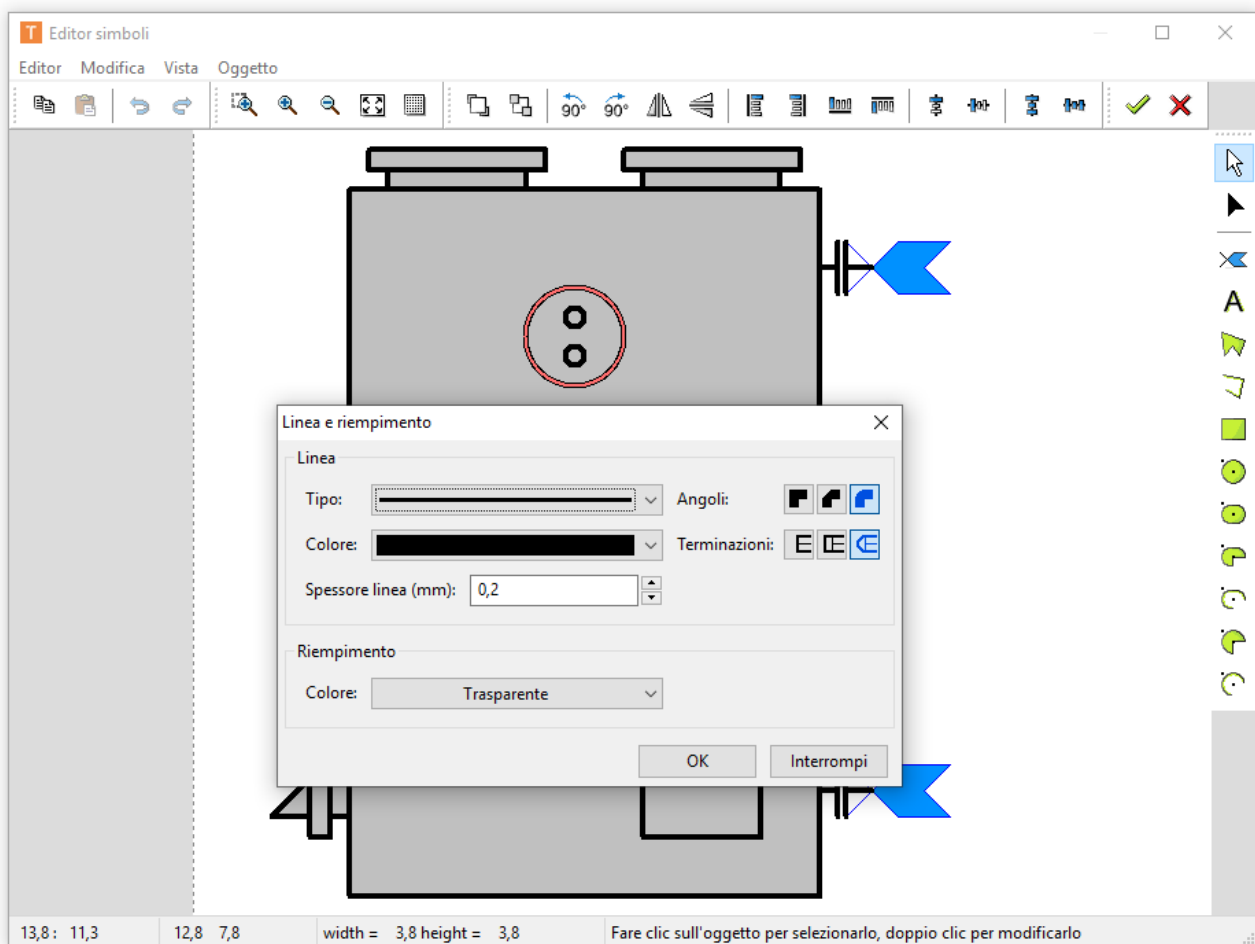 T Editor simboli
Editor Modifica Vista Oggetto
90° 90°
A
Linea e riempimento
Linea
Tipo:
Angoli:
Colore:
Terminazioni:
Spessore linea (mm): 0,2
Riempimento
Colore: Trasparente
OK Interrompi
13,8 : 11,3 12,8 7,8 width = 3,8 height = 3,8 Fare clic sull'oggetto per selezionarlo, doppio clic per modificarlo